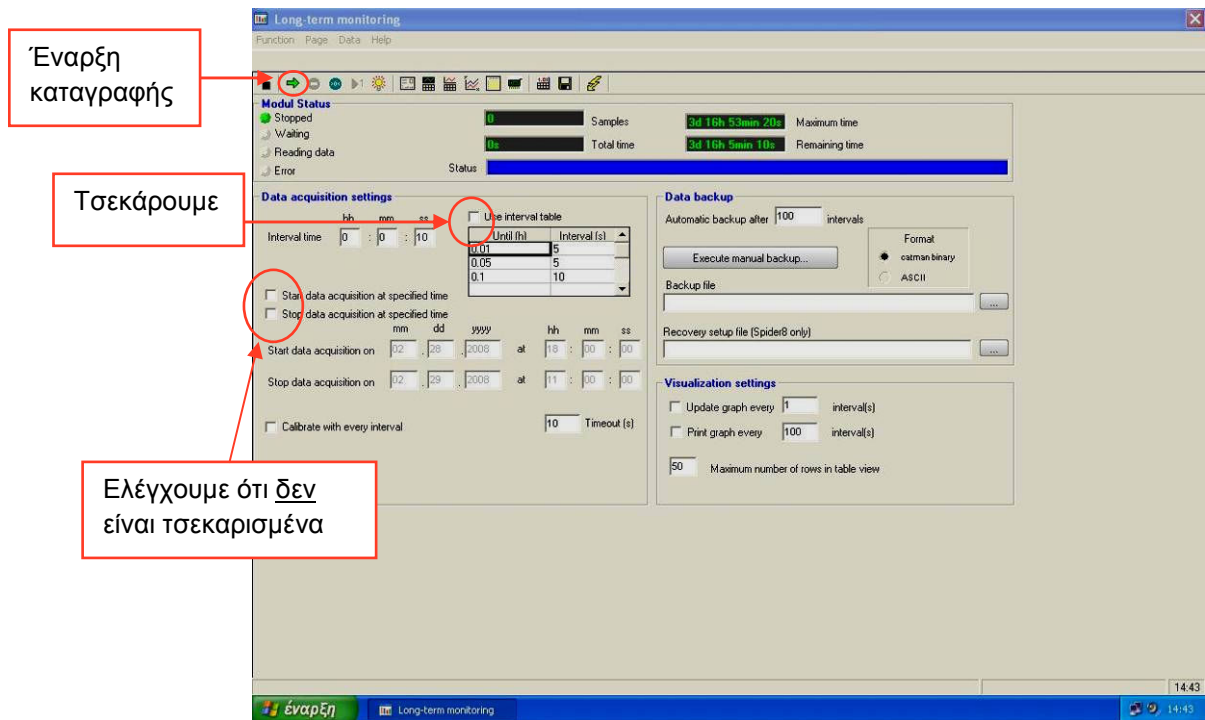 Long-term monitoring
Function Page Data Help
Έναρξη
καταγραφής
Modul Status
Stopped
Waiting
Reading data
Error
0 Samples
0s Total time
3d 16h 53min 20s Maximum time
3d 16h 5min 10s Remaining time
Status
Τσεκάρουμε
Data acquisition settings
hh mm ss
Interval time 0 : 0 : 10
Use interval table
Until (h) Interval (s)
0.01 5
0.05 5
0.1 10
Start data acquisition at specified time
Stop data acquisition at specified time
mm dd yyyy hh mm ss
Start data acquisition on 02 . 28 . 2008 at 18 : 00 : 00
Stop data acquisition on 02 . 29 . 2008 at 11 : 00 : 00
Calibrate with every interval
10 Timeout (s)
Data backup
Automatic backup after 100 intervals
Execute manual backup...
Format
catman binary
ASCII
Backup file
...
Recovery setup file (Spider8 only)
...
Visualization settings
Update graph every 1 interval(s)
Print graph every 100 interval(s)
50 Maximum number of rows in table view
Ελέγχουμε ότι δεν
είναι τσεκαρισμένα
14:43
έναρξη
Long-term monitoring
14:43